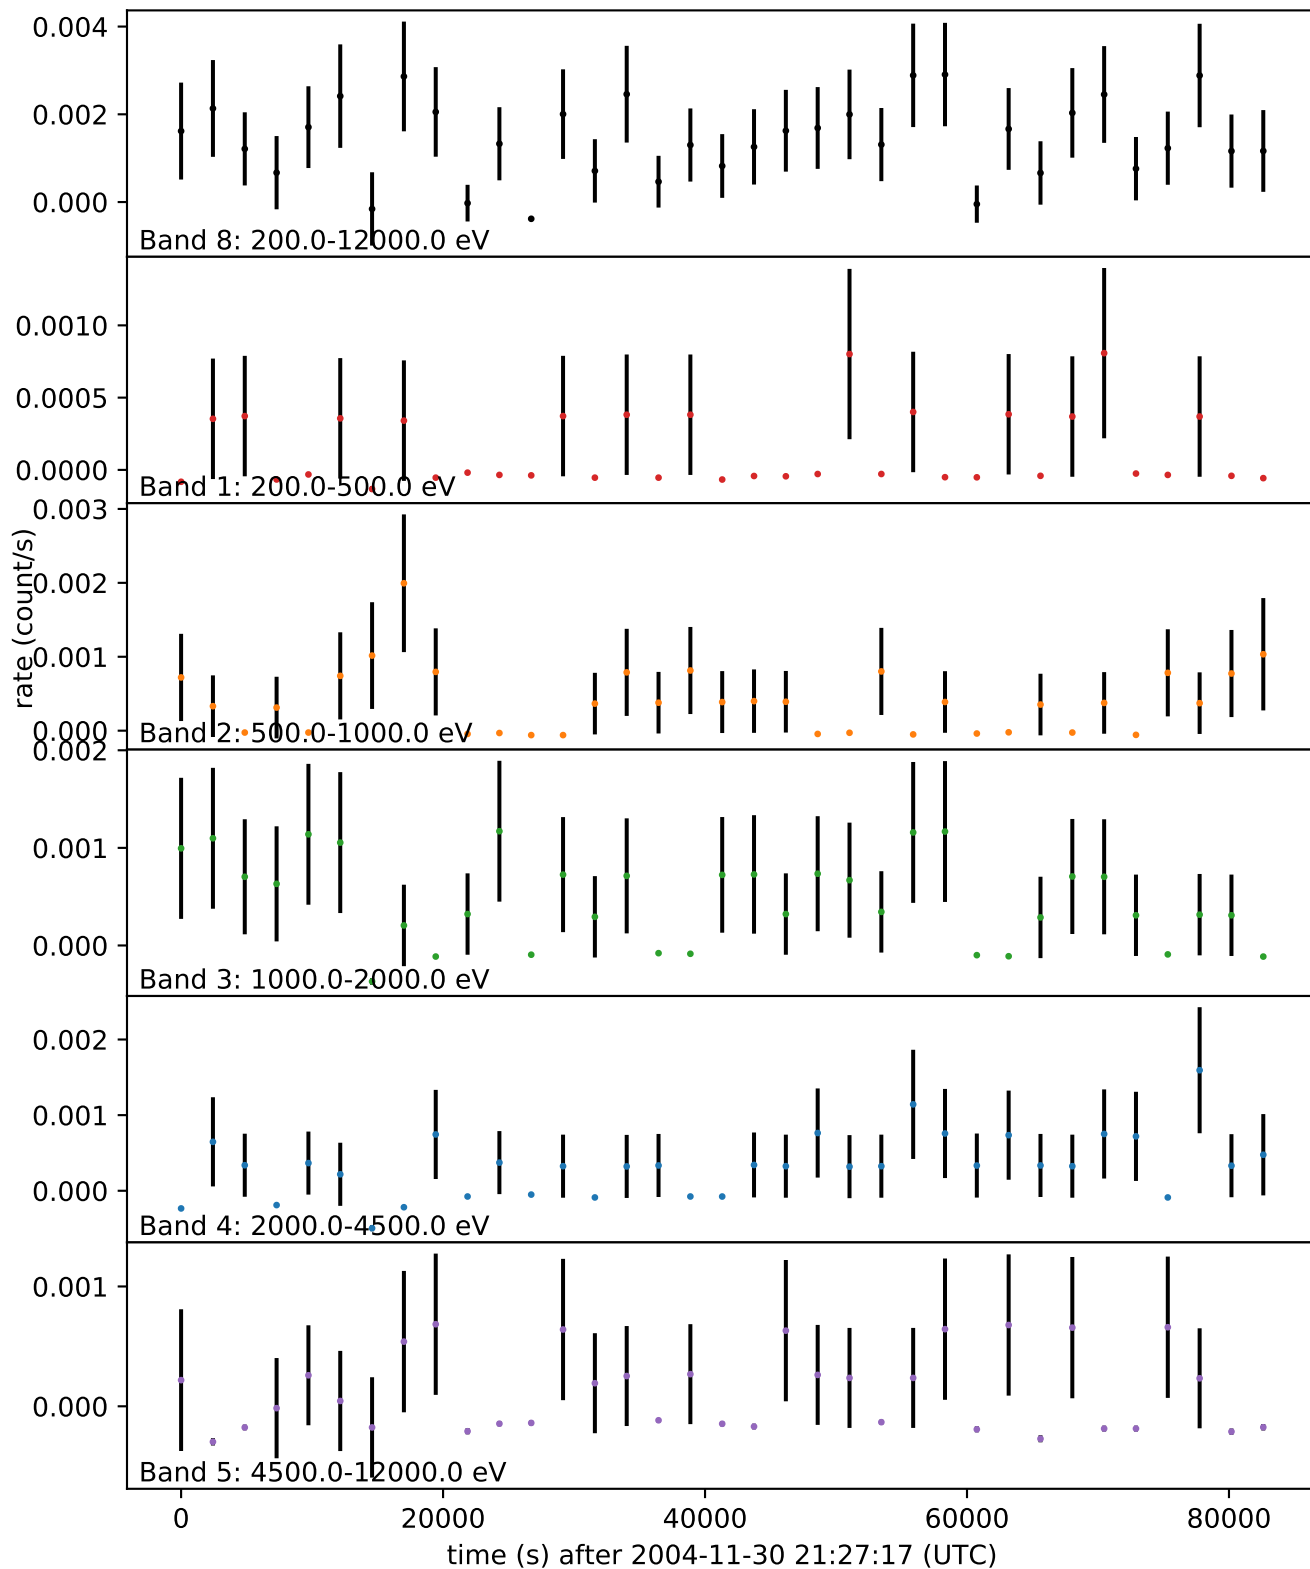 0.004
0.002
0.000
Band 8: 200.0-12000.0 eV
0.0010
0.0005
0.0000
Band 1: 200.0-500.0 eV
0.003
0.002
0.001
0.000
Band 2: 500.0-1000.0 eV
rate (count/s)
0.002
0.001
0.000
Band 3: 1000.0-2000.0 eV
0.002
0.001
0.000
Band 4: 2000.0-4500.0 eV
0.001
0.000
Band 5: 4500.0-12000.0 eV
0 20000 40000 60000 80000
time (s) after 2004-11-30 21:27:17 (UTC)